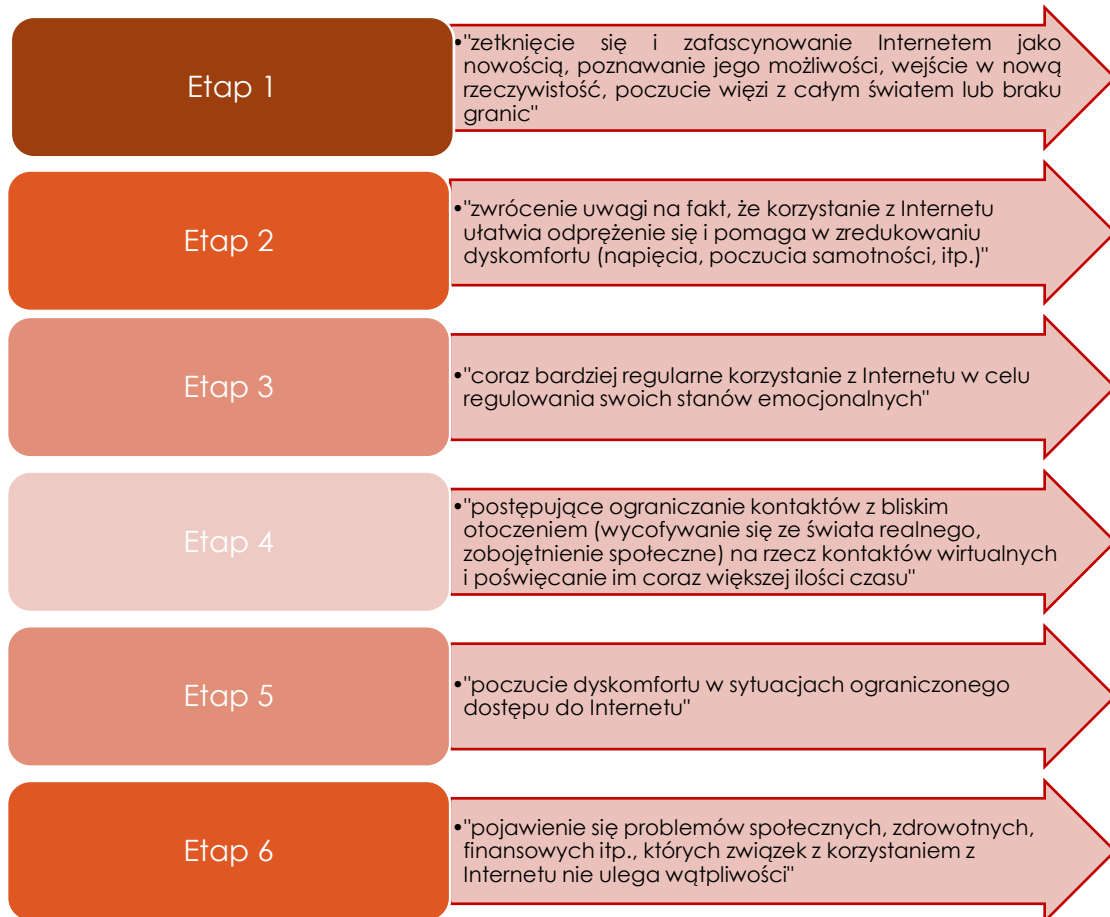 Etap 1
•"zetknięcie się i zafascynowanie Internetem jako
nowością, poznawanie jego możliwości, wejście w nową
rzeczywistość, poczucie więzi z całym światem lub braku
granic"
Etap 2
•"zwrócenie uwagi na fakt, że korzystanie z Internetu
ułatwia odprężenie się i pomaga w zredukowaniu
dyskomfortu (napięcia, poczucia samotności, itp.)"
Etap 3
•"coraz bardziej regularne korzystanie z Internetu w celu
regulowania swoich stanów emocjonalnych"
Etap 4
•"postępujące ograniczanie kontaktów z bliskim
otoczeniem (wycofywanie się ze świata realnego,
zobojętnienie społeczne) na rzecz kontaktów wirtualnych
i poświęcanie im coraz większej ilości czasu"
Etap 5
•"poczucie dyskomfortu w sytuacjach ograniczonego
dostępu do Internetu"
Etap 6
•"pojawienie się problemów społecznych, zdrowotnych,
finansowych itp., których związek z korzystaniem z
Internetu nie ulega wątpliwości"